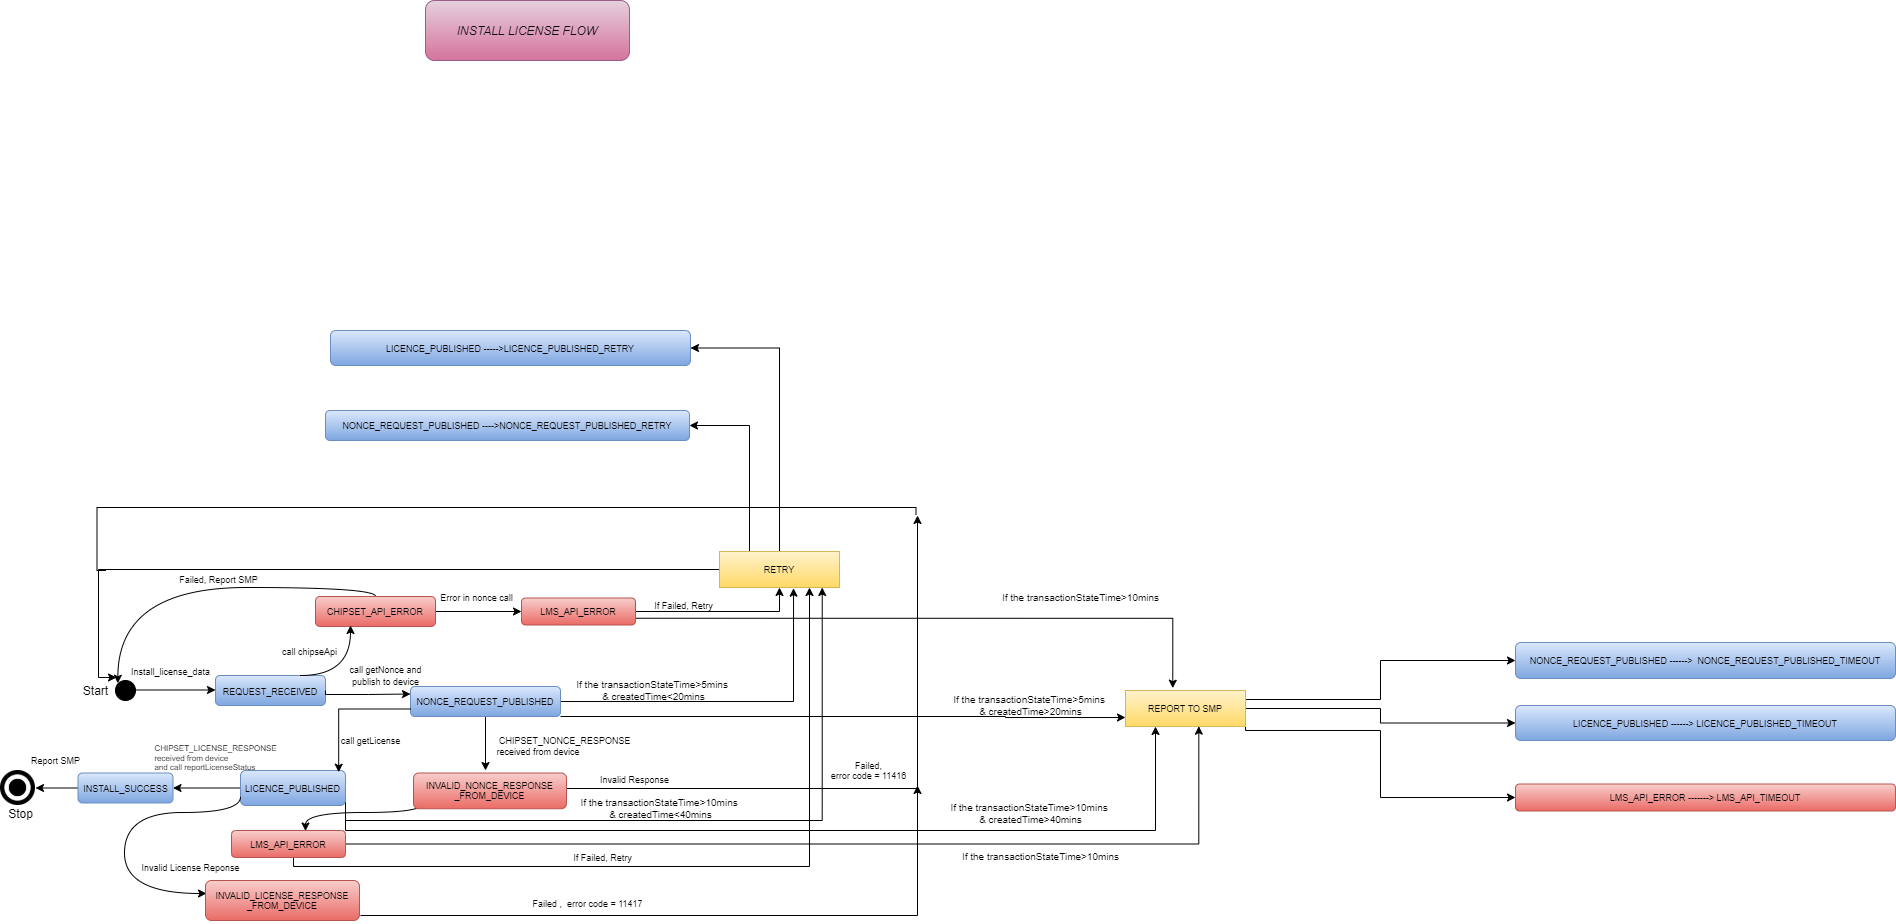 INSTALL LICENSE FLOW
LICENCE_PUBLISHED ----->LICENCE_PUBLISHED_RETRY
NONCE_REQUEST_PUBLISHED ---->NONCE_REQUEST_PUBLISHED_RETRY
RETRY
Failed, Report SMP
CHIPSET_API_ERROR
Error in nonce call
LMS_API_ERROR
If Failed, Retry
If the transactionStateTime>10mins
call chipseApi
Install_license_data
Start
REQUEST_RECEIVED
call getNonce and
publish to device
NONCE_REQUEST_PUBLISHED
If the transactionStateTime>5mins
& createdTime<20mins
If the transactionStateTime>5mins
& createdTime>20mins
REPORT TO SMP
NONCE_REQUEST_PUBLISHED ------> NONCE_REQUEST_PUBLISHED_TIMEOUT
LICENCE_PUBLISHED ------> LICENCE_PUBLISHED_TIMEOUT
LMS_API_ERROR -------> LMS_API_TIMEOUT
call getLicense
CHIPSET_NONCE_RESPONSE
received from device
CHIPSET_LICENSE_RESPONSE
received from device
and call reportLicenseStatus
Report SMP
Stop
INSTALL_SUCCESS
LICENCE_PUBLISHED
INVALID_NONCE_RESPONSE
_FROM_DEVICE
Invalid Response
Failed,
error code = 11416
If the transactionStateTime>10mins
& createdTime<40mins
If the transactionStateTime>10mins
& createdTime>40mins
LMS_API_ERROR
If Failed, Retry
If the transactionStateTime>10mins
Invalid License Reponse
INVALID_LICENSE_RESPONSE
_FROM_DEVICE
Failed , error code = 11417